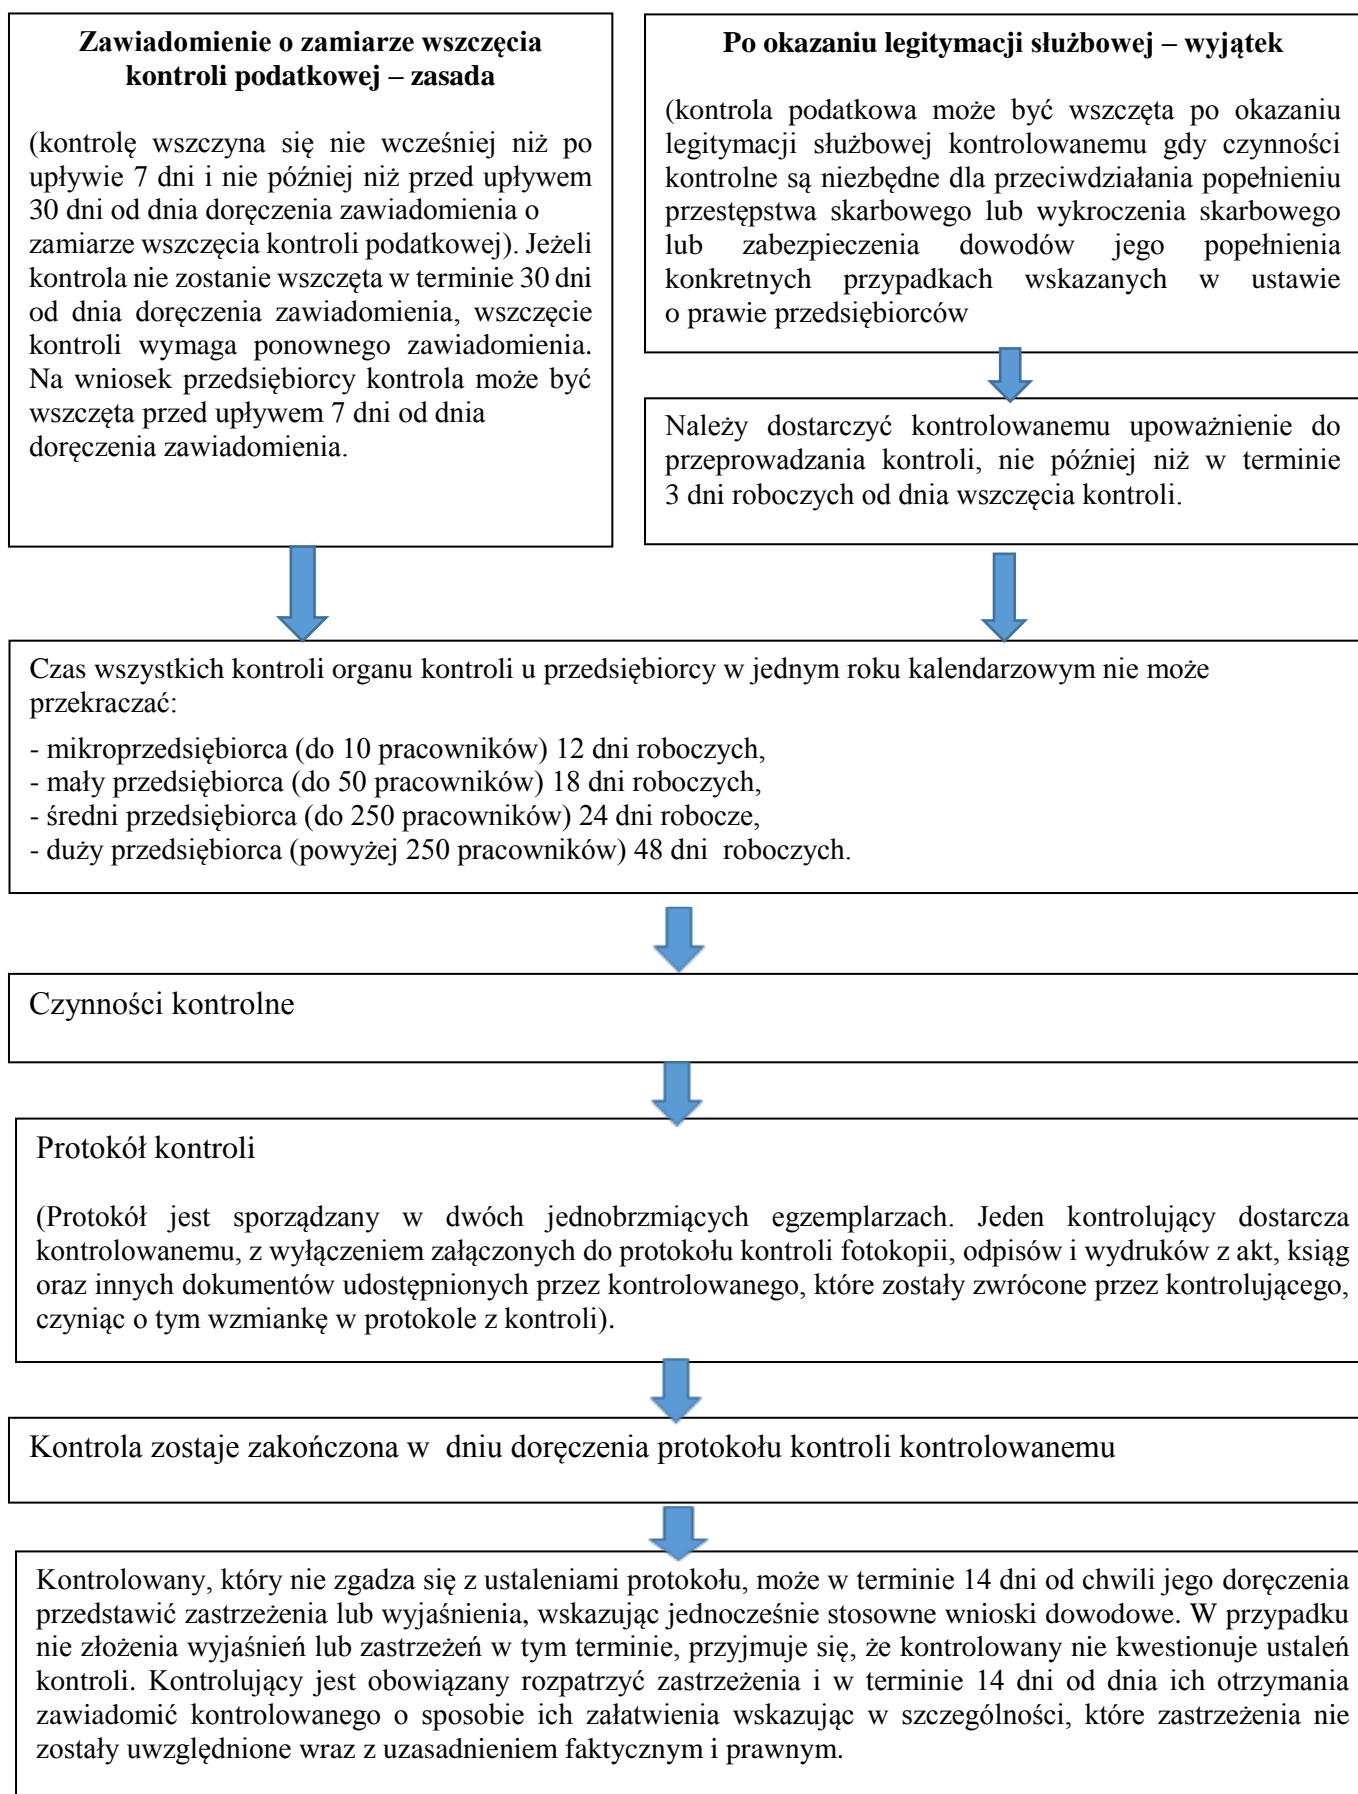 Zawiadomienie o zamiarze wszczęcia
kontroli podatkowej – zasada
(kontrolę wszczyna się nie wcześniej niż po
upływie 7 dni i nie później niż przed upływem
30 dni od dnia doręczenia zawiadomienia o
zamiarze wszczęcia kontroli podatkowej). Jeżeli
kontrola nie zostanie wszczęta w terminie 30 dni
od dnia doręczenia zawiadomienia, wszczęcie
kontroli wymaga ponownego zawiadomienia.
Na wniosek przedsiębiorcy kontrola może być
wszczęta przed upływem 7 dni od dnia
doręczenia zawiadomienia.
Po okazaniu legitymacji służbowej – wyjątek
(kontrola podatkowa może być wszczęta po okazaniu
legitymacji służbowej kontrolowanemu gdy czynności
kontrolne są niezbędne dla przeciwdziałania popełnieniu
przestępstwa skarbowego lub wykroczenia skarbowego
lub zabezpieczenia dowodów jego popełnienia
konkretnych przypadkach wskazanych w ustawie
o prawie przedsiębiorców
Należy dostarczyć kontrolowanemu upoważnienie do
przeprowadzania kontroli, nie później niż w terminie
3 dni roboczych od dnia wszczęcia kontroli.
Czas wszystkich kontroli organu kontroli u przedsiębiorcy w jednym roku kalendarzowym nie może
przekraczać:
- mikroprzedsiębiorca (do 10 pracowników) 12 dni roboczych,
- mały przedsiębiorca (do 50 pracowników) 18 dni roboczych,
- średni przedsiębiorca (do 250 pracowników) 24 dni robocze,
- duży przedsiębiorca (powyżej 250 pracowników) 48 dni  roboczych.
Czynności kontrolne
Protokół kontroli
(Protokół jest sporządzany w dwóch jednobrzmiących egzemplarzach. Jeden kontrolujący dostarcza
kontrolowanemu, z wyłączeniem załączonych do protokołu kontroli fotokopii, odpisów i wydruków z akt, ksiąg
oraz innych dokumentów udostępnionych przez kontrolowanego, które zostały zwrócone przez kontrolującego,
czyniąc o tym wzmiankę w protokole z kontroli).
Kontrola zostaje zakończona w  dniu doręczenia protokołu kontroli kontrolowanemu
Kontrolowany, który nie zgadza się z ustaleniami protokołu, może w terminie 14 dni od chwili jego doręczenia
przedstawić zastrzeżenia lub wyjaśnienia, wskazując jednocześnie stosowne wnioski dowodowe. W przypadku
nie złożenia wyjaśnień lub zastrzeżeń w tym terminie, przyjmuje się, że kontrolowany nie kwestionuje ustaleń
kontroli. Kontrolujący jest obowiązany rozpatrzyć zastrzeżenia i w terminie 14 dni od dnia ich otrzymania
zawiadomić kontrolowanego o sposobie ich załatwienia wskazując w szczególności, które zastrzeżenia nie
zostały uwzględnione wraz z uzasadnieniem faktycznym i prawnym.